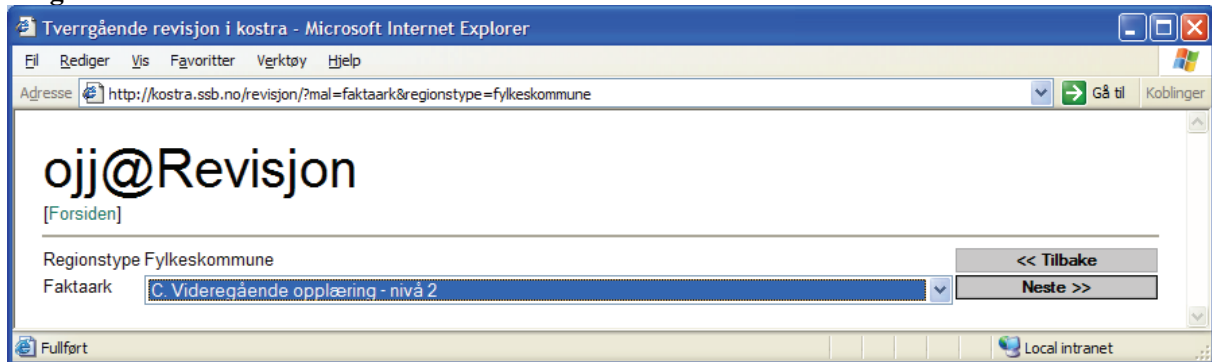 Tverrgående revisjon i kostra - Microsoft Internet Explorer
Fil Rediger Vis Favoritter Verktøy Hjelp
Adresse http://kostra.ssb.no/revisjon/?mal=faktaark&regionstype=fylkeskommune Gå til Koblinger
ojj@Revisjon
[Forsiden]
Regionstype Fylkeskommune << Tilbake
Faktaark C. Videregående opplæring - nivå 2 Neste >>
Fullført Local intranet